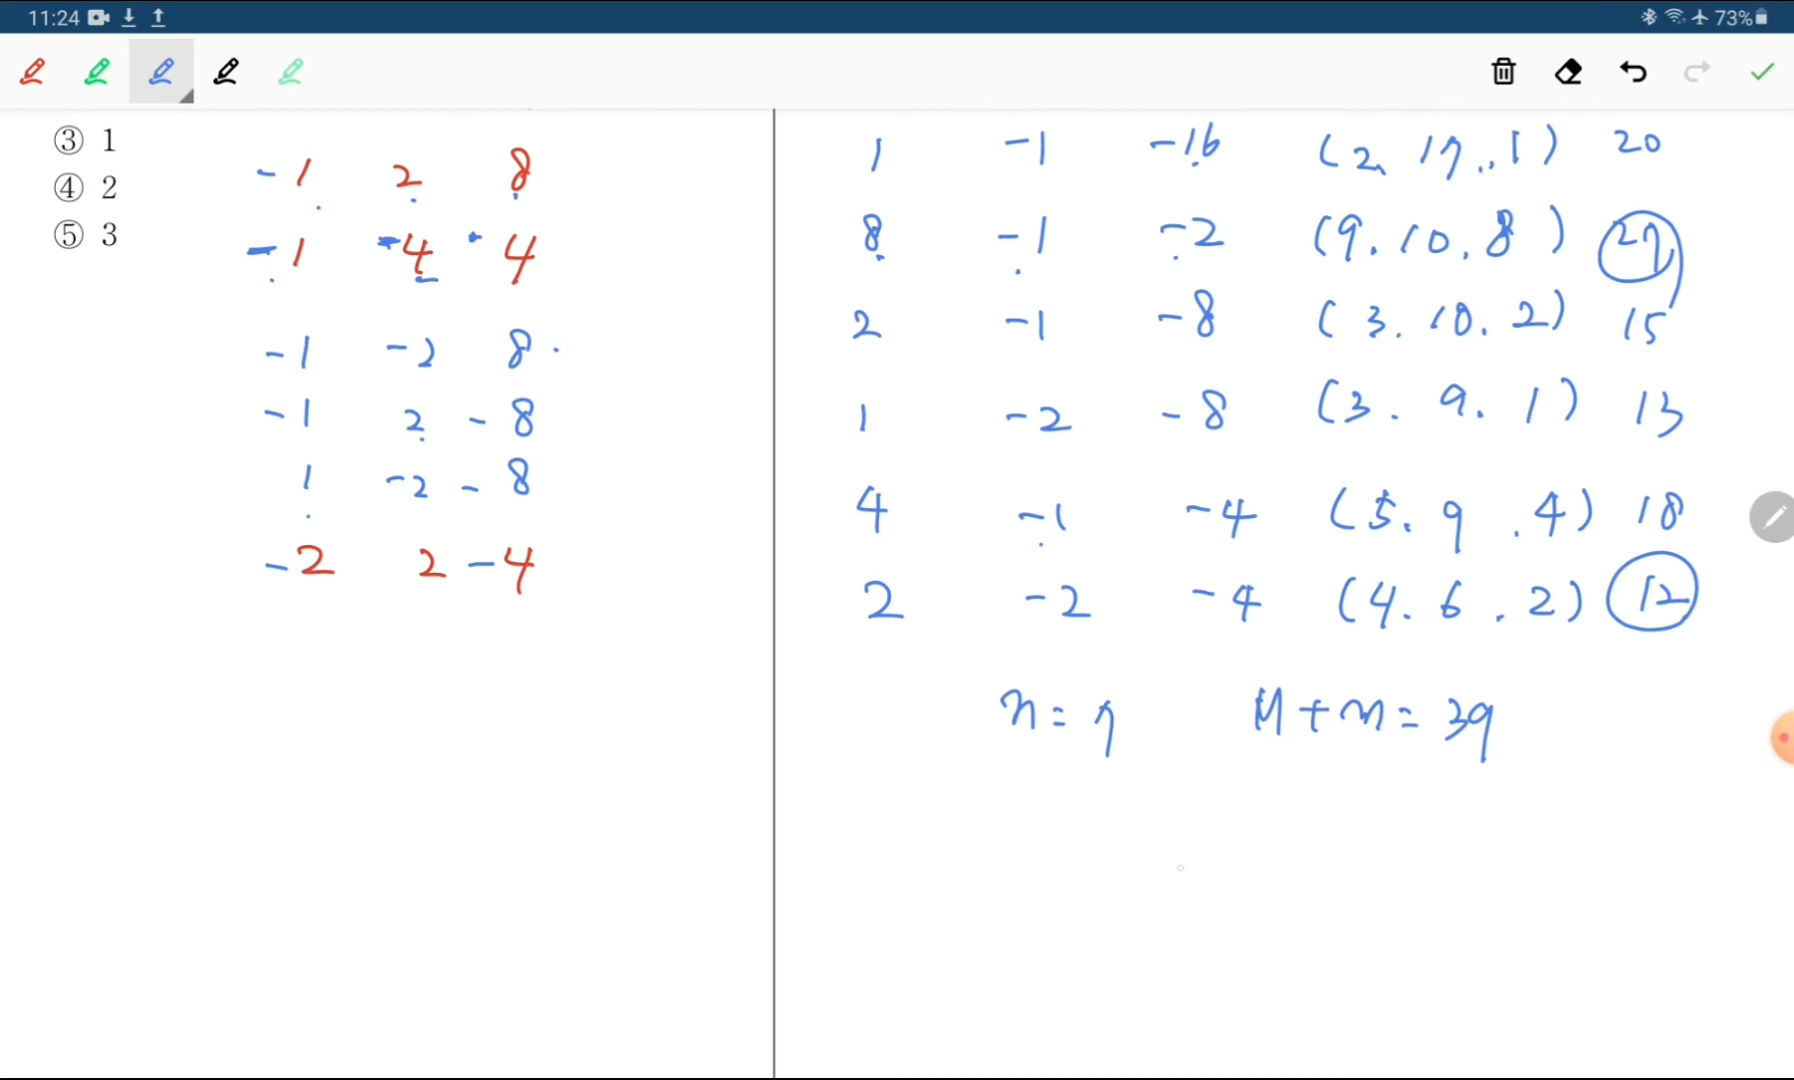 11:24 73%
③ 1
④ 2
⑤ 3
-1 2 8
-1 -4 4
-1 -2 8
-1 2 -8
1 -2 -8
-2 2 -4
1 -1 -16 (2, 17, 1) 20
8 -1 -2 (9. 10. 8) 27
2 -1 -8 (3. 10. 2) 15
1 -2 -8 (3. 9. 1) 13
4 -1 -4 (5. 9. 4) 18
2 -2 -4 (4. 6. 2) 12
n = 7 M+m = 39